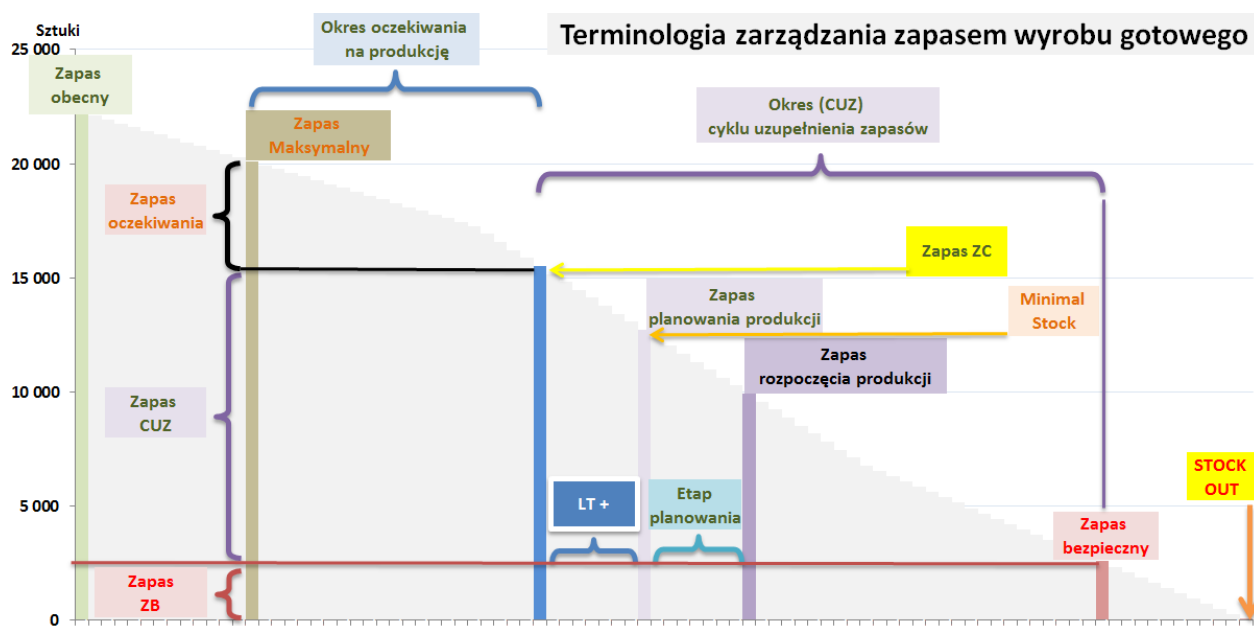 Sztuki
Terminologia zarządzania zapasem wyrobu gotowego
Okres oczekiwania
na produkcję
25 000
Zapas
obecny
Okres (CUZ)
cyklu uzupełnienia zapasów
Zapas
Maksymalny
20 000
Zapas
oczekiwania
Zapas ZC
15 000
Zapas
planowania produkcji
Minimal
Stock
Zapas
rozpoczęcia produkcji
10 000
Zapas
CUZ
STOCK
OUT
LT +
Etap
planowania
5 000
Zapas
bezpieczny
Zapas
ZB
0